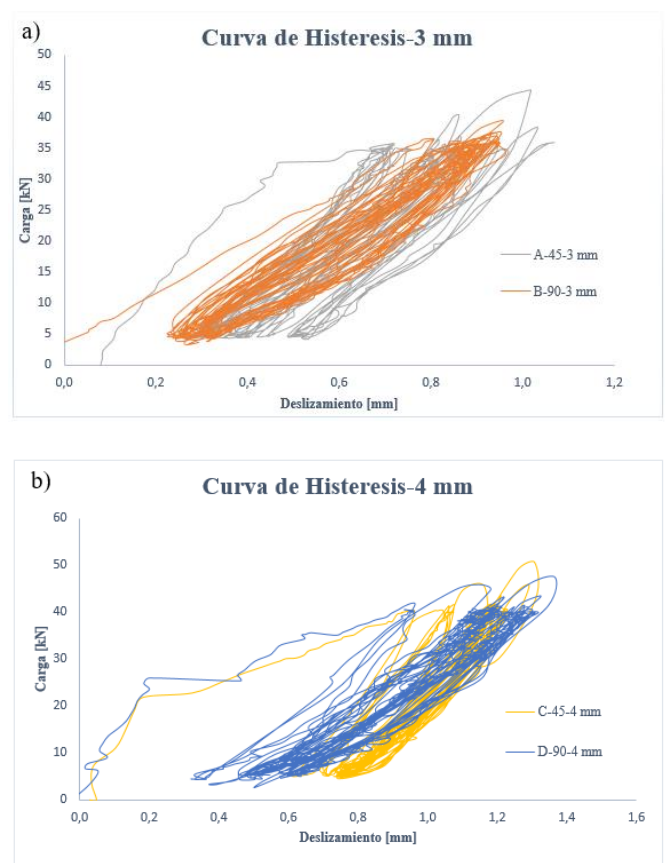 a)
Curva de Histeresis-3 mm
50
45
40
35
30
25
20
15
10
5
0
Carga [kN]
A-45-3 mm
B-90-3 mm
0,0 0,2 0,4 0,6 0,8 1,0 1,2
Deslizamiento [mm]
b)
Curva de Histeresis-4 mm
60
50
40
30
20
10
0
Carga [kN]
C-45-4 mm
D-90-4 mm
0,0 0,2 0,4 0,6 0,8 1,0 1,2 1,4 1,6
Deslizamiento [mm]